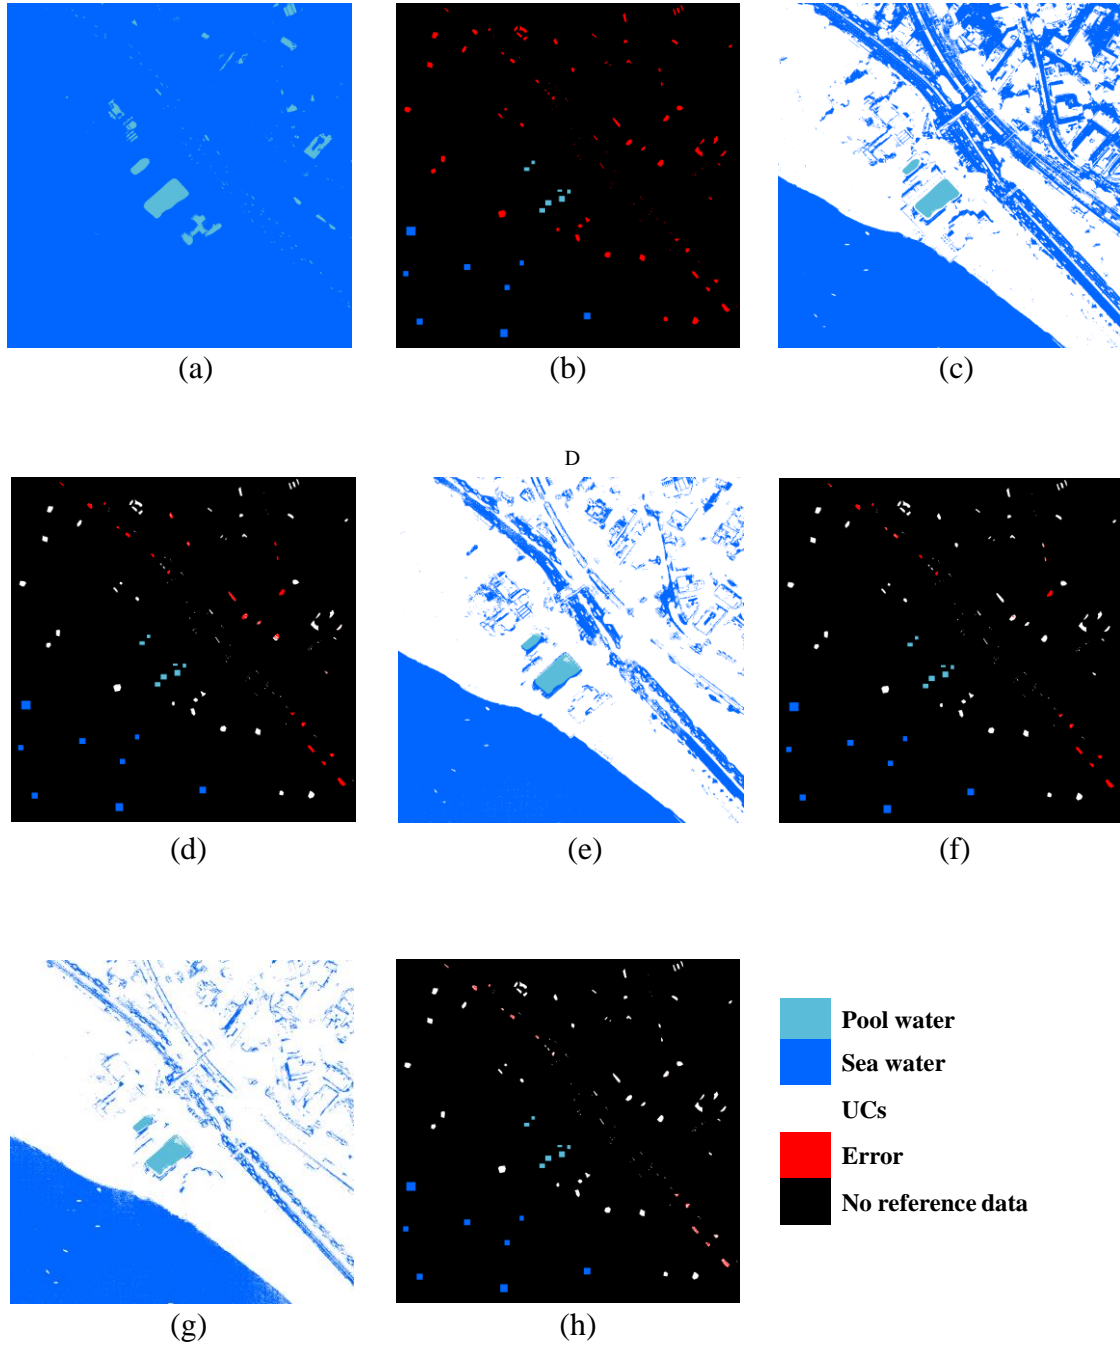 (a)
(b)
(c)
D
(d)
(e)
(f)
Pool water
Sea water
UCs
Error
No reference data
(g)
(h)